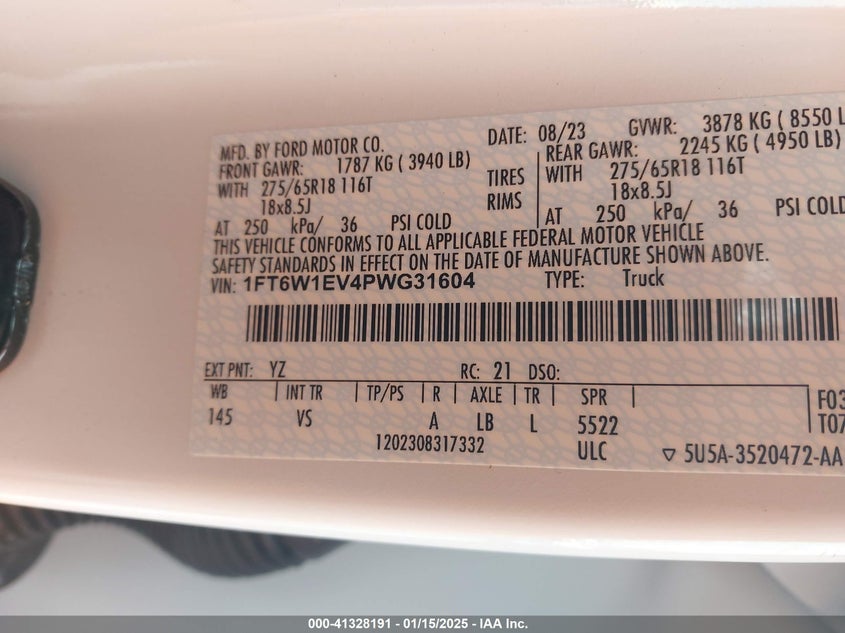 MFD. BY FORD MOTOR CO.
DATE: 08/23 GVWR: 3878 KG ( 8550 L
FRONT GAWR: 1787 KG ( 3940 LB)
REAR GAWR: 2245 KG ( 4950 LB)
WITH 275/65R18 116T TIRES WITH 275/65R18 116T
18x8.5J RIMS 18x8.5J
AT 250 kPa/ 36 PSI COLD AT 250 kPa/ 36 PSI COLD
THIS VEHICLE CONFORMS TO ALL APPLICABLE FEDERAL MOTOR VEHICLE
SAFETY STANDARDS IN EFFECT ON THE DATE OF MANUFACTURE SHOWN ABOVE.
VIN: 1FT6W1EV4PWG31604 TYPE: Truck
EXT PNT: YZ RC: 21 DSO:
WB INT TR TP/PS R AXLE TR SPR
145 VS A LB L 5522
F03
T07
1202308317332 ULC 5U5A-3520472-AA
000-41328191 - 01/15/2025 - IAA Inc.